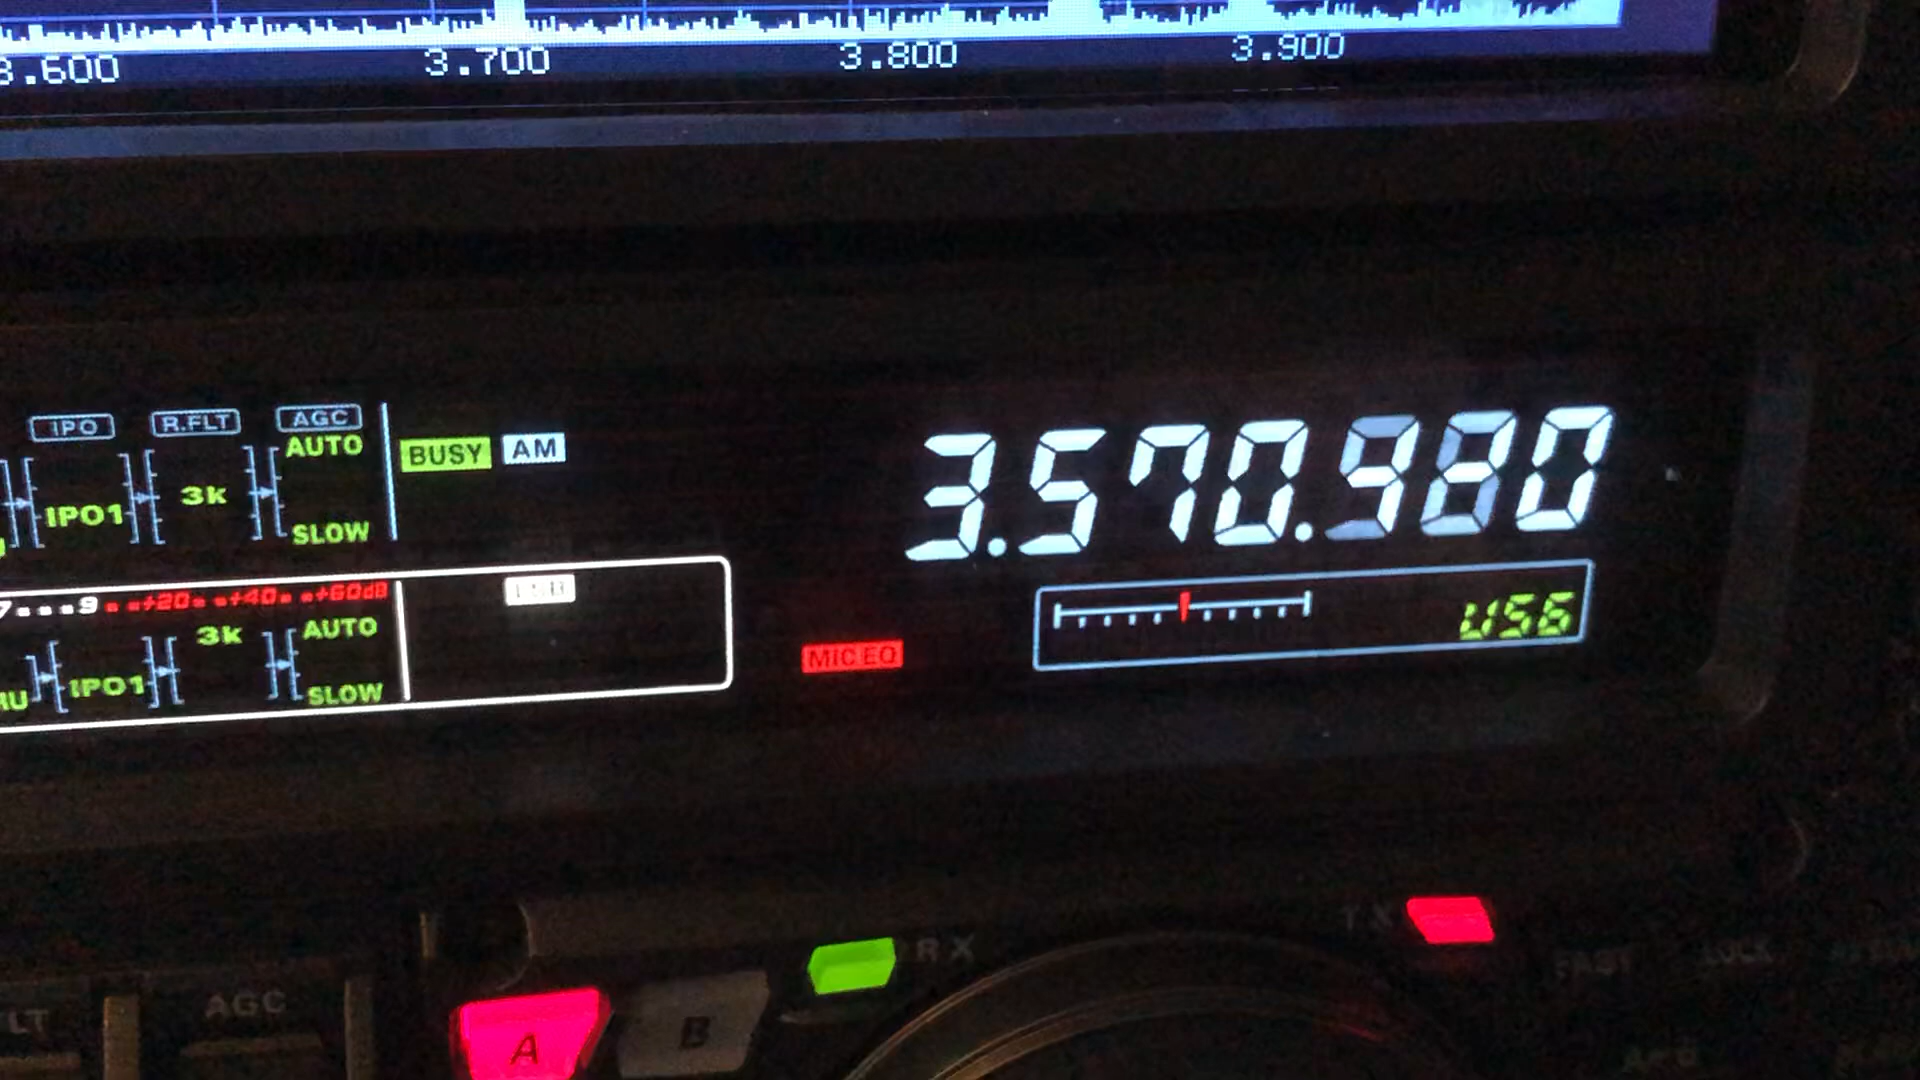 3.600 3.700 3.800 3.900
IPO R.FLT AGC
AUTO
BUSY AM
IPO1 3k
SLOW
3.570.980
7 9 +20 +40 +60dB
3k AUTO
IPO1
SLOW
MIC EQ
RX TX
FAST LOCK
AGC
A B